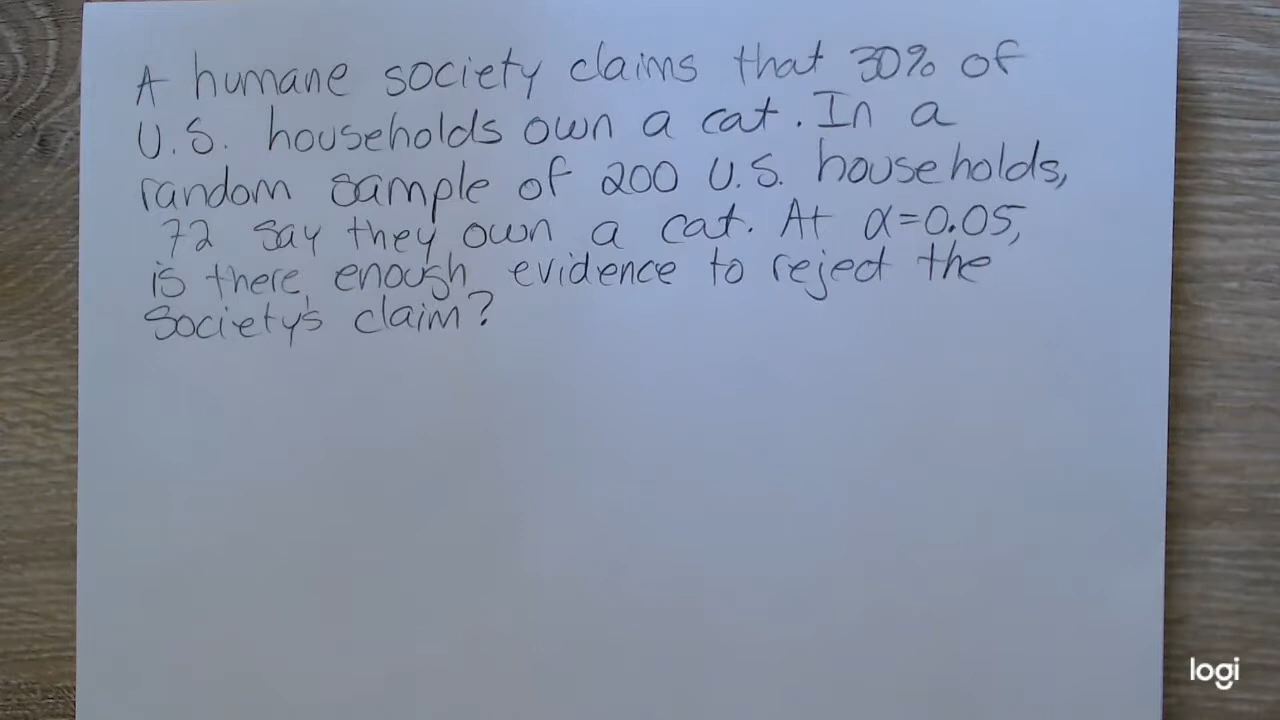 A humane society claims that 30% of
U.S. households own a cat. In a
random sample of 200 U.S. households,
72 say they own a cat. At α=0.05,
is there enough evidence to reject the
society's claim?
logi